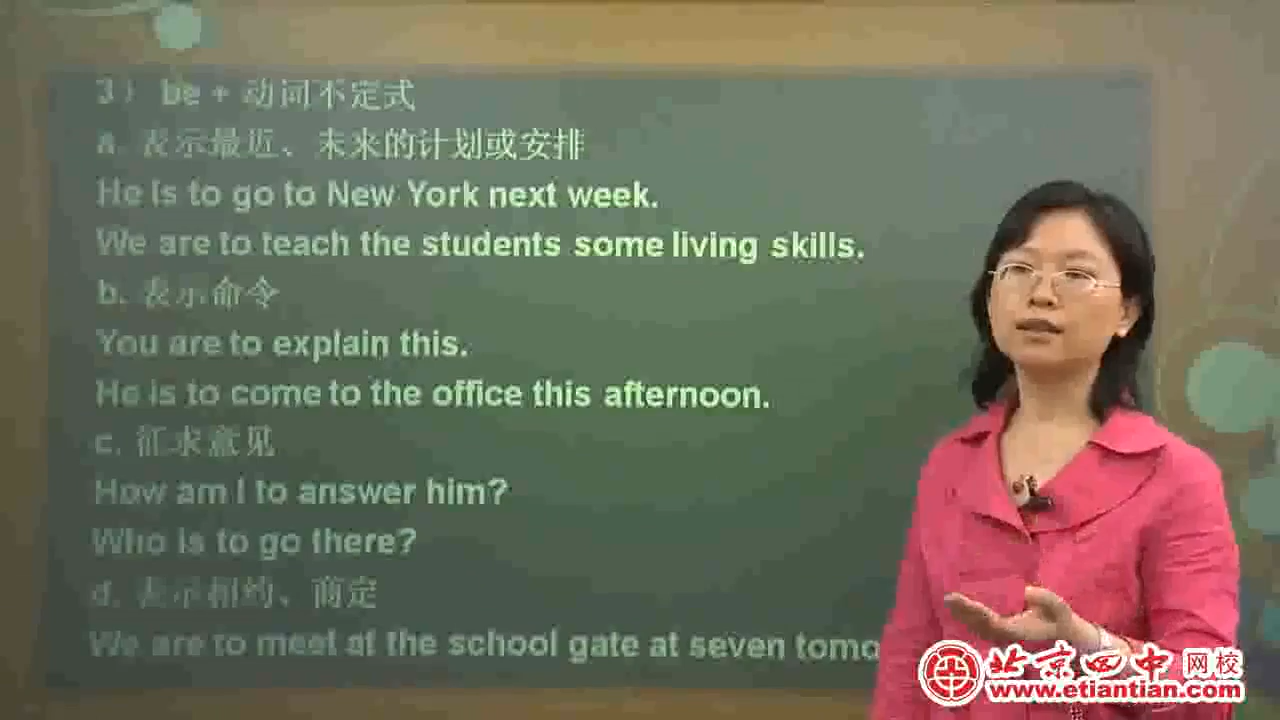 3） be + 动词不定式
a. 表示最近、未来的计划或安排
He is to go to New York next week.
We are to teach the students some living skills.
b. 表示命令
You are to explain this.
He is to come to the office this afternoon.
c. 征求意见
How am I to answer him?
Who is to go there?
d. 表示相约、商定
We are to meet at the school gate at seven tomo
北京四中网校
www.etiantian.com